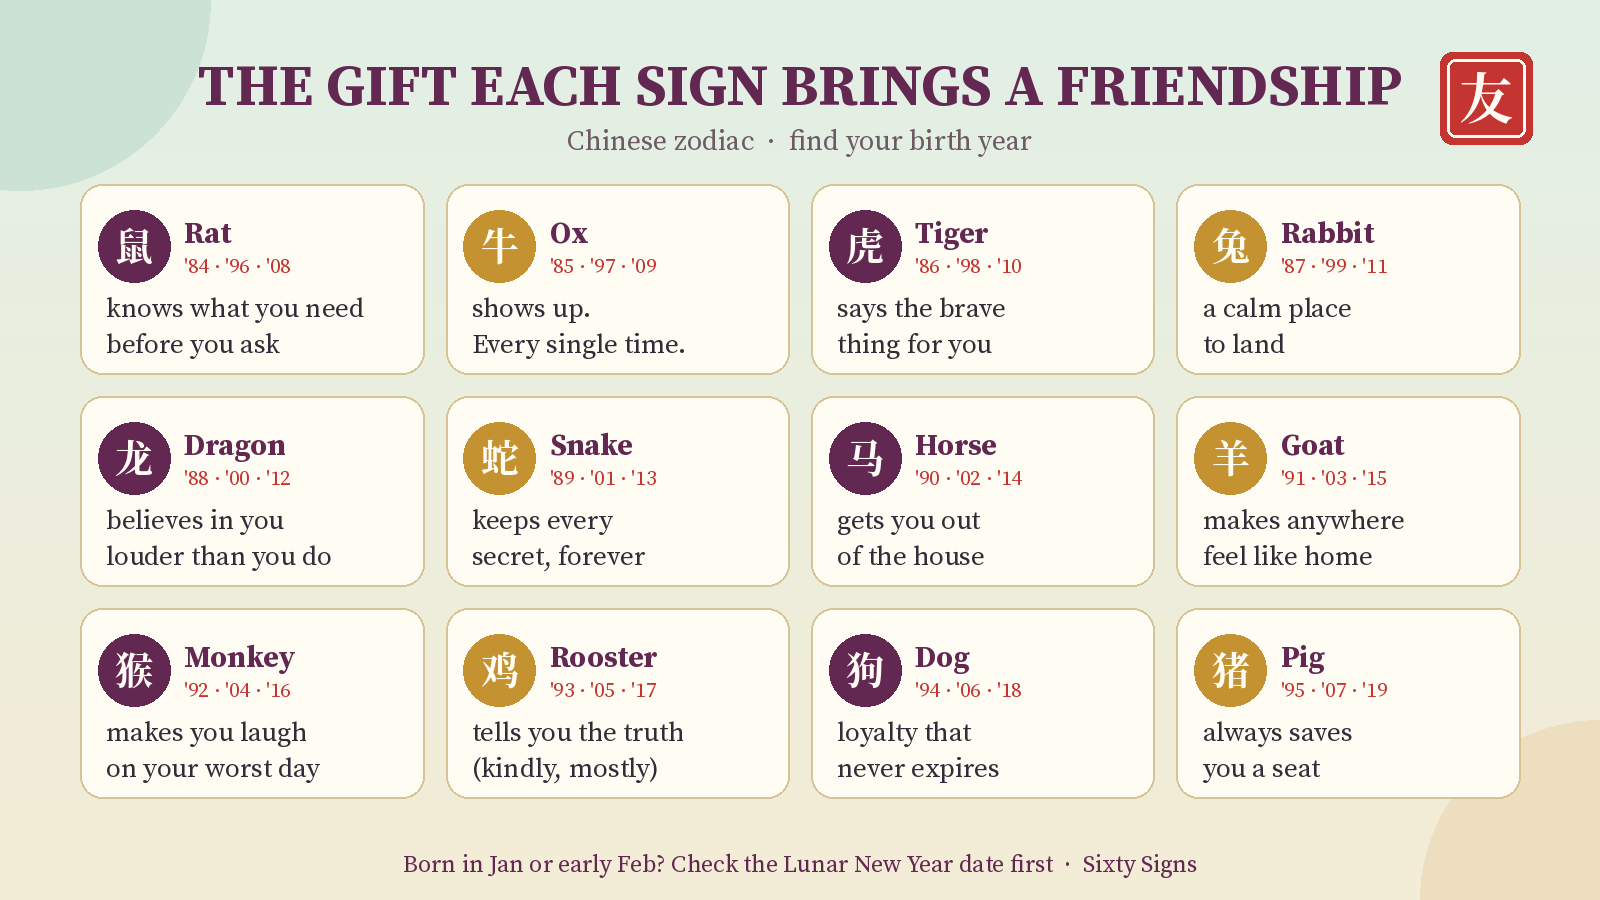 THE GIFT EACH SIGN BRINGS A FRIENDSHIP
友
Chinese zodiac · find your birth year
鼠
Rat
'84 · '96 · '08
knows what you need
before you ask
牛
Ox
'85 · '97 · '09
shows up.
Every single time.
虎
Tiger
'86 · '98 · '10
says the brave
thing for you
兔
Rabbit
'87 · '99 · '11
a calm place
to land
龙
Dragon
'88 · '00 · '12
believes in you
louder than you do
蛇
Snake
'89 · '01 · '13
keeps every
secret, forever
马
Horse
'90 · '02 · '14
gets you out
of the house
羊
Goat
'91 · '03 · '15
makes anywhere
feel like home
猴
Monkey
'92 · '04 · '16
makes you laugh
on your worst day
鸡
Rooster
'93 · '05 · '17
tells you the truth
(kindly, mostly)
狗
Dog
'94 · '06 · '18
loyalty that
never expires
猪
Pig
'95 · '07 · '19
always saves
you a seat
Born in Jan or early Feb? Check the Lunar New Year date first · Sixty Signs